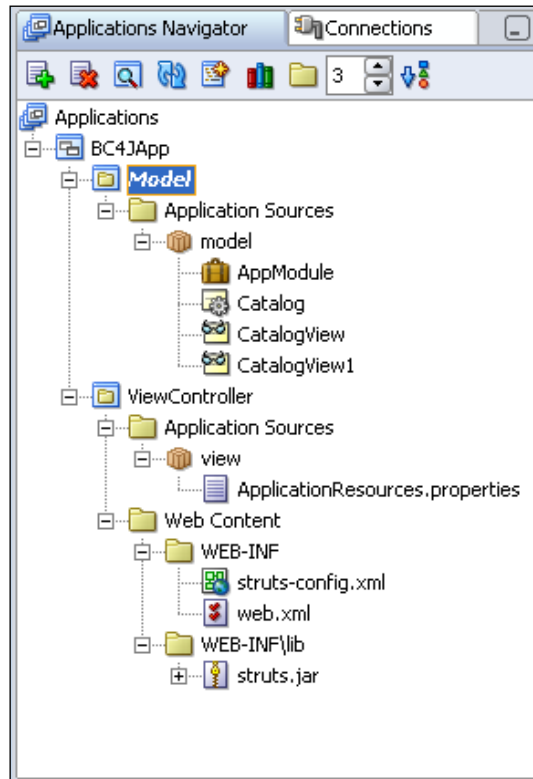 Applications Navigator Connections
3
Applications
BC4JApp
Model
Application Sources
model
AppModule
Catalog
CatalogView
CatalogView1
ViewController
Application Sources
view
ApplicationResources.properties
Web Content
WEB-INF
struts-config.xml
web.xml
WEB-INF\lib
struts.jar